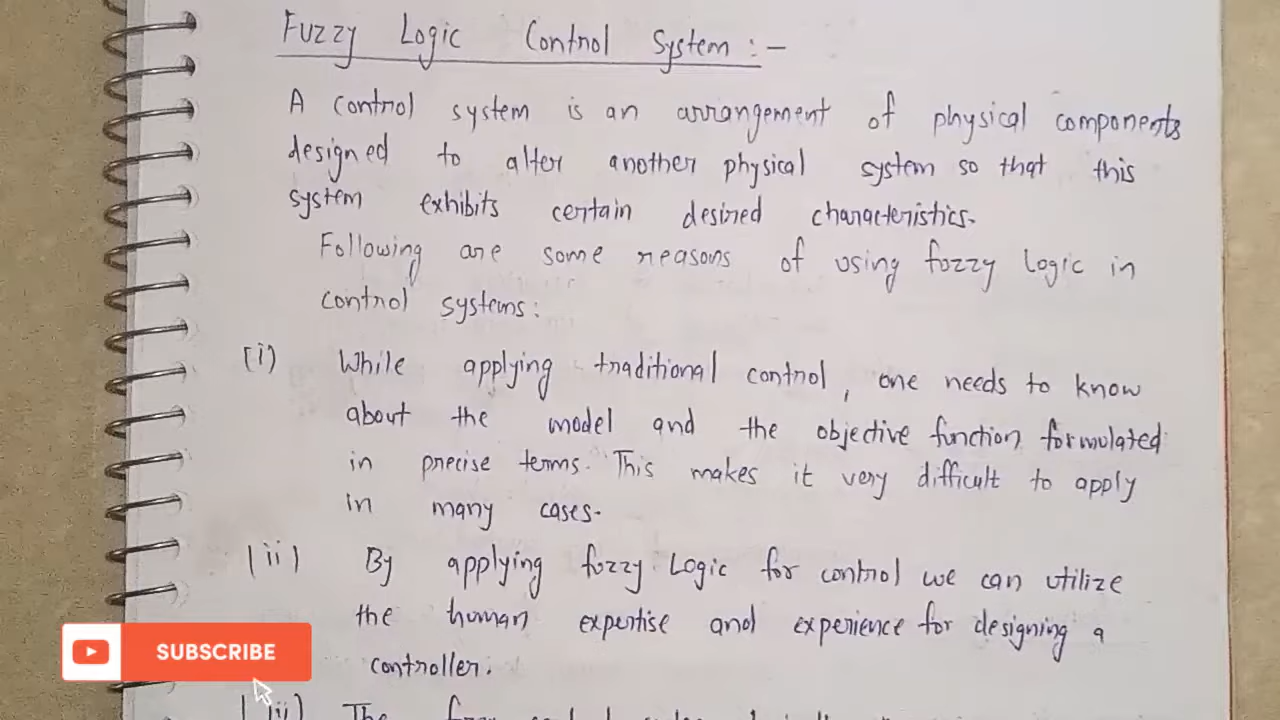 Fuzzy Logic Control System :-
A control system is an arrangement of physical components
designed to alter another physical system so that this
system exhibits certain desired characteristics.
Following are some reasons of using fuzzy Logic in
control systems:
(i) While applying traditional control, one needs to know
about the model and the objective function formulated
in precise terms. This makes it very difficult to apply
in many cases.
(ii) By applying fuzzy Logic for control we can utilize
the human expertise and experience for designing a
controller.
SUBSCRIBE
(iii) The